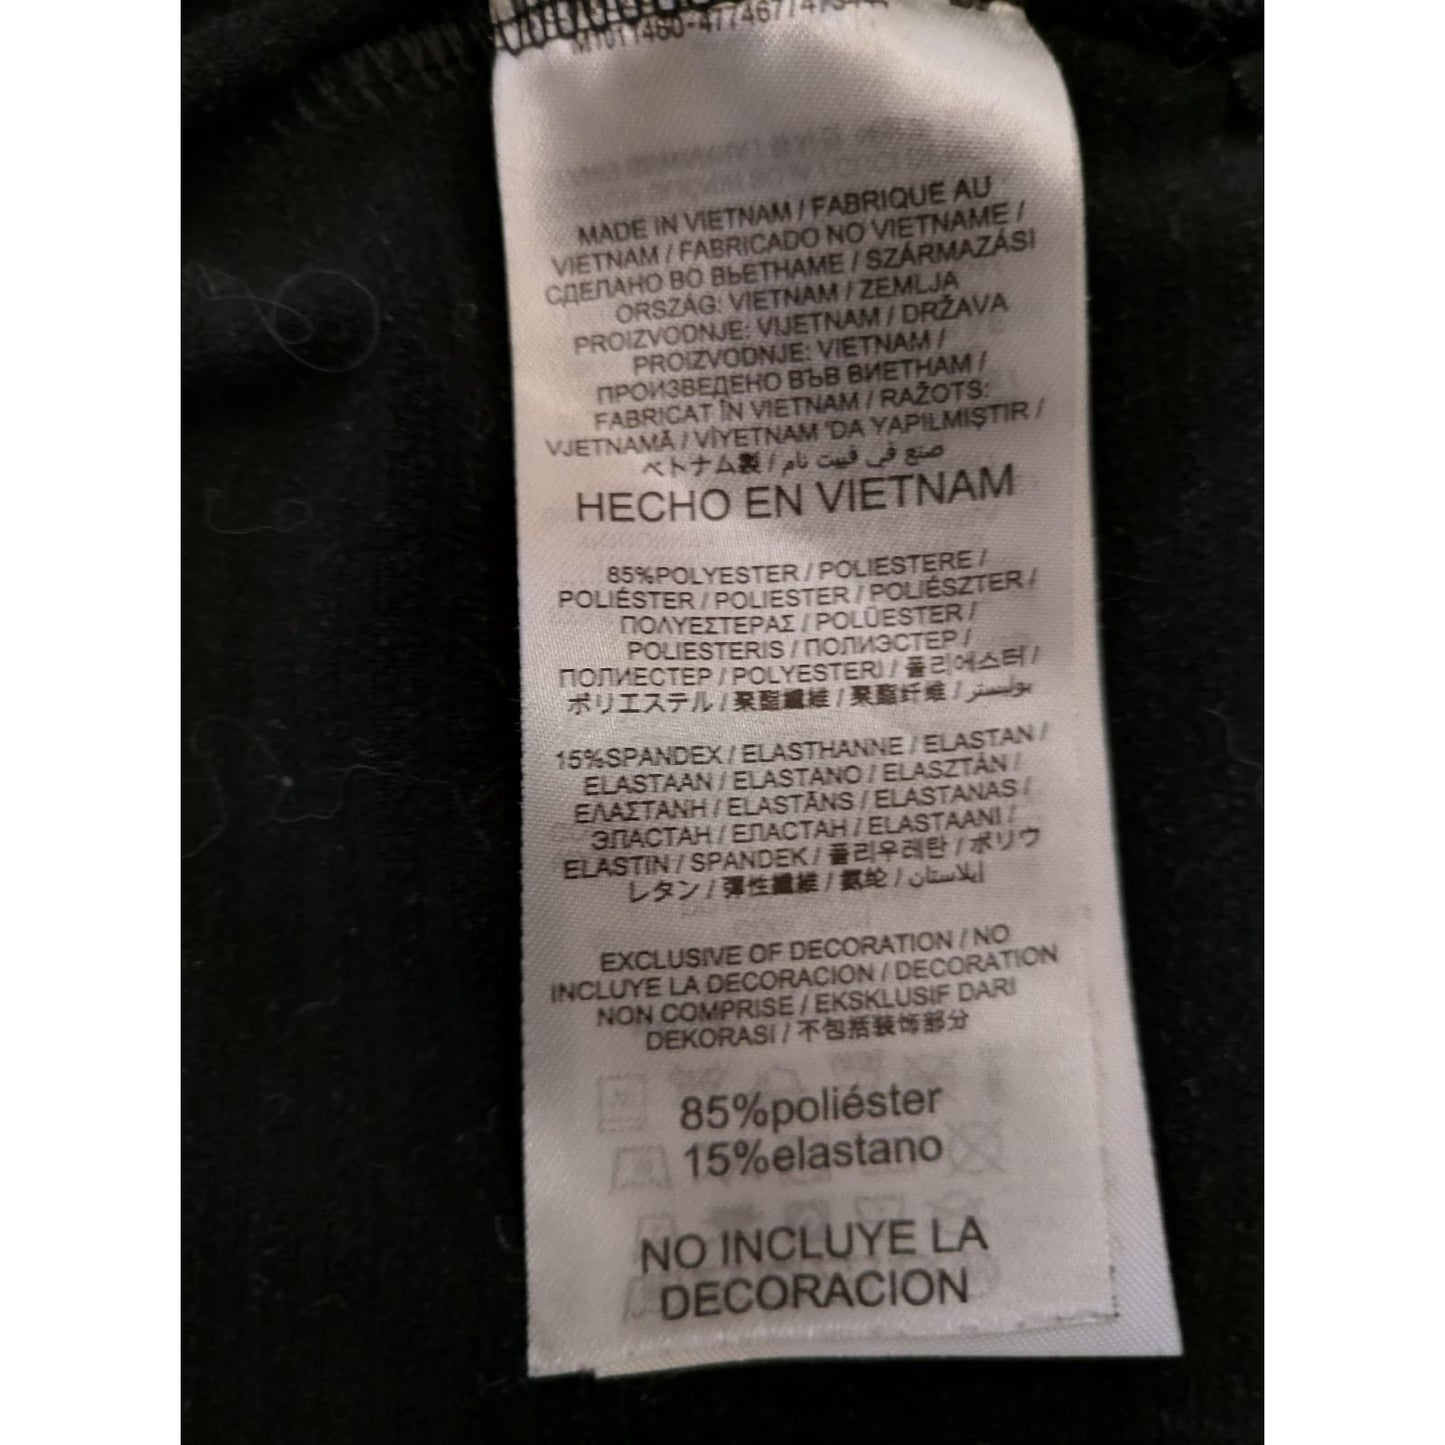 MADE IN VIETNAM / FABRIQUE AU
VIETNAM / FABRICADO NO VIETNAME /
СДЕЛАНО ВО ВЬЕТНАМЕ / SZÁRMAZÁSI
ORSZÁG: VIETNAM / ZEMLJA
PROIZVODNJE: VIJETNAM / DRŽAVA
PROIZVODNJE: VIETNAM /
ПРОИЗВЕДЕНО ВЪВ ВИЕТНАМ /
FABRICAT ÎN VIETNAM / RAŽOTS:
VJETNAMĀ / VİYETNAM 'DA YAPILMIŞTIR /
ベトナム製 / صنع في فييت نام
HECHO EN VIETNAM
85%POLYESTER / POLIESTERE /
POLIÉSTER / POLIESTER / POLIÉSZTER /
ΠΟΛΥΕΣΤΕΡΑΣ / POLÜESTER /
POLIESTERIS / ПОЛИЭСТЕР /
ПОЛИЕСТЕР / POLYESTERI / 폴리에스터 /
ポリエステル / 聚酯纖維 / 聚酯纤维 / بوليستر
15%SPANDEX / ELASTHANNE / ELASTAN /
ELASTAAN / ELASTANO / ELASZTÁN /
ΕΛΑΣΤΑΝΗ / ELASTĀNS / ELASTANAS /
ЭЛАСТАН / ЕЛАСТАН / ELASTAANI /
ELASTIN / SPANDEK / 폴리우레탄 / ポリウ
レタン / 彈性纖維 / 氨纶 / إيلاستان
EXCLUSIVE OF DECORATION / NO
INCLUYE LA DECORACION / DECORATION
NON COMPRISE / EKSKLUSIF DARI
DEKORASI / 不包括装饰部分
85%poliéster
15%elastano
NO INCLUYE LA
DECORACION